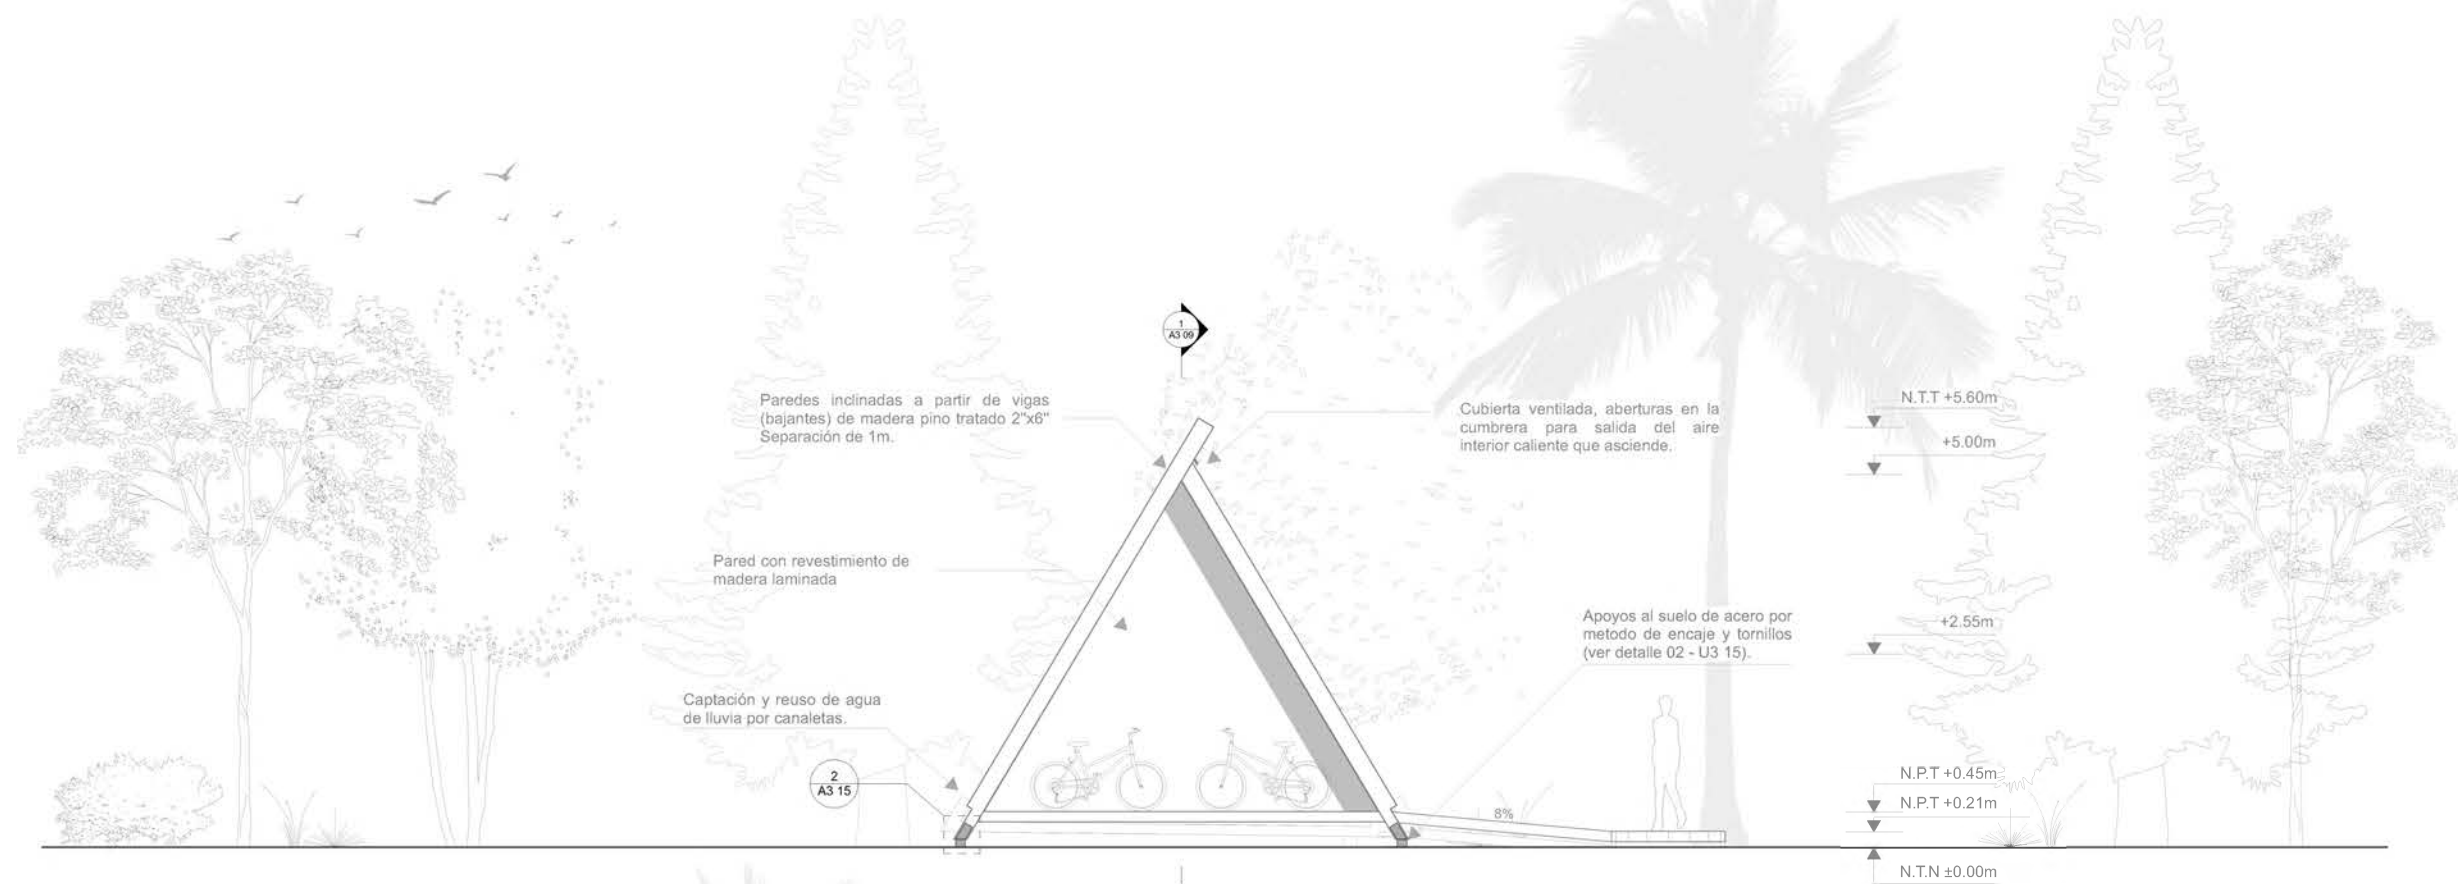 1
A3 09
Paredes inclinadas a partir de vigas
(bajantes) de madera pino tratado 2"x6"
Separación de 1m.
Cubierta ventilada, aberturas en la
cumbrera para salida del aire
interior caliente que asciende.
N.T.T +5.60m
+5.00m
Pared con revestimiento de
madera laminada
Apoyos al suelo de acero por
metodo de encaje y tornillos
(ver detalle 02 - U3 15).
+2.55m
Captación y reuso de agua
de lluvia por canaletas.
2
A3 15
8%
N.P.T +0.45m
N.P.T +0.21m
N.T.N ±0.00m